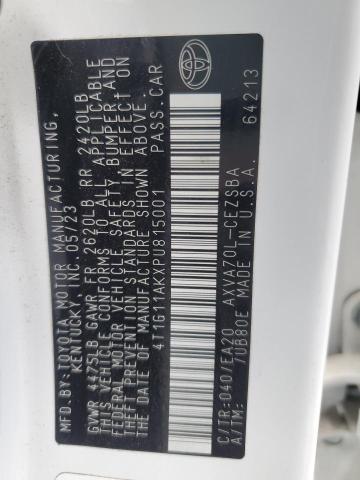 MFD.BY:TOYOTA MOTOR MANUFACTURING,
KENTUCKY, INC.05/23
GVWR 4475LB GAWR FR 2620LB RR 2420LB
THIS VEHICLE CONFORMS TO ALL APPLICABLE
FEDERAL MOTOR VEHICLE SAFETY BUMPER AND
THEFT PREVENTION STANDARDS IN EFFECT ON
THE DATE OF MANUFACTURE SHOWN ABOVE.
4T1G11AKXPU815001 PASS.CAR
C/TR:040/EA20 AXVA70L-CEZSBA
A/TM: /UB80E MADE IN U.S.A.
64213